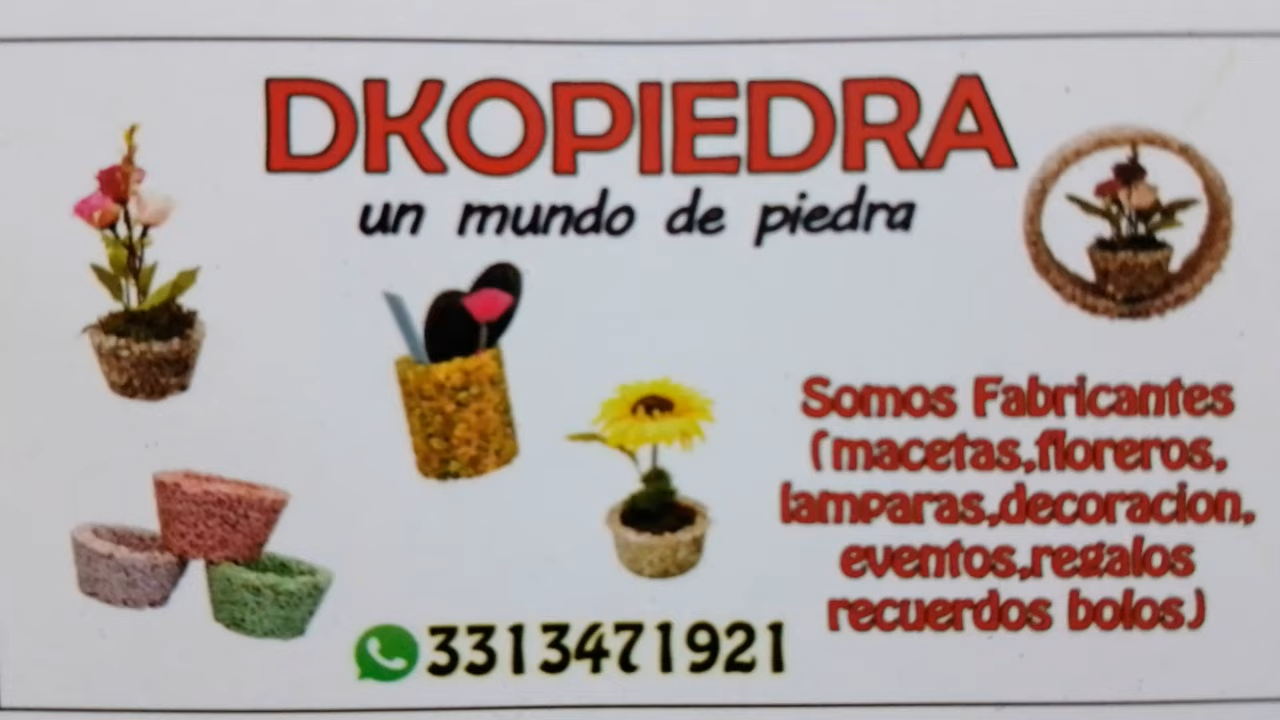 DKOPIEDRA
un mundo de piedra
Somos Fabricantes
(macetas,floreros,
lamparas,decoracion,
eventos,regalos
recuerdos bolos)
3313471921